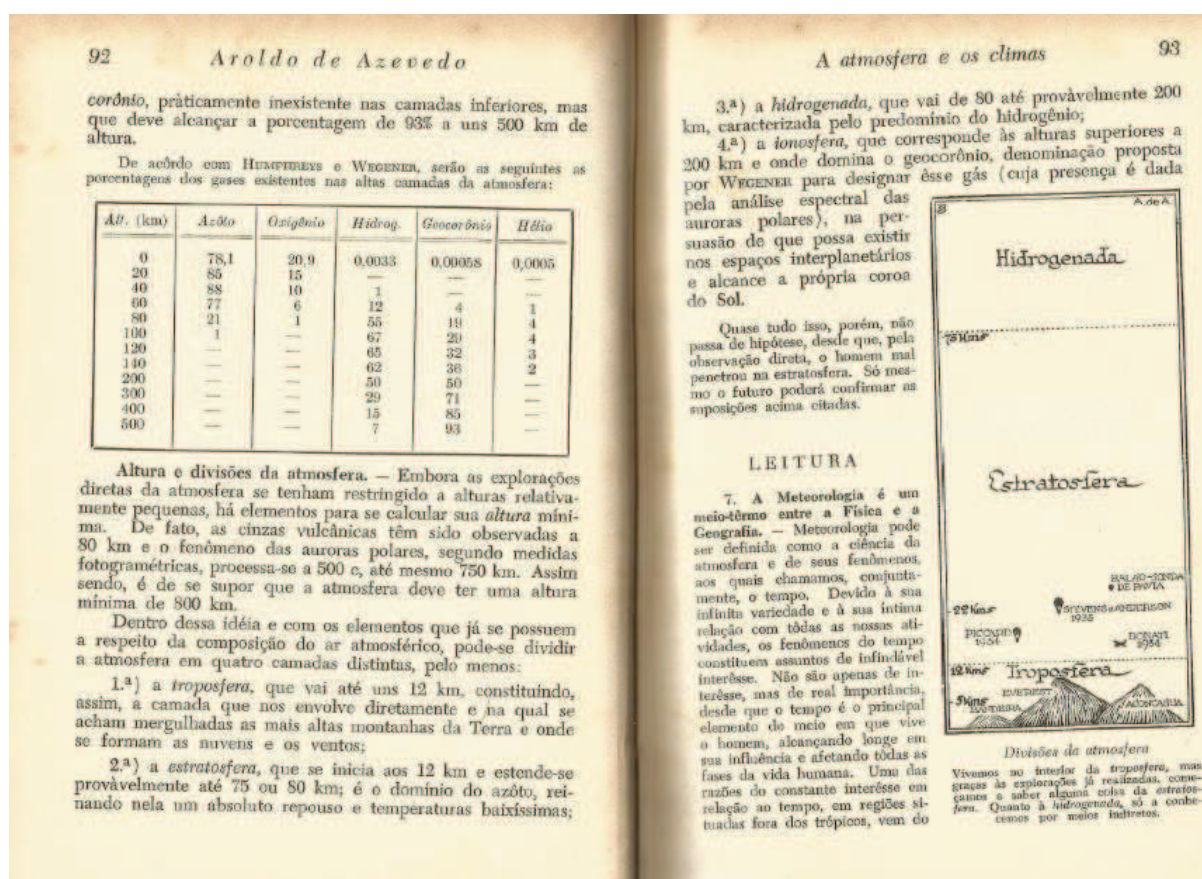 92
Aroldo de Azevedo
corônio, pràticamente inexistente nas camadas inferiores, mas
que deve alcançar a porcentagem de 93% a uns 500 km de
altura.
De acôrdo com HUMPHREYS e WEGENER, serão as seguintes as
porcentagens dos gases existentes nas altas camadas da atmosfera:
Alt. (km) Azôto Oxigênio Hidrog. Geocorônio Hélio
0 78,1 20,9 0,0033 0,00058 0,0005
20 85 15 — — —
40 88 10 1 — —
60 77 6 12 4 1
80 21 1 55 19 4
100 1 — 67 29 4
120 — — 65 32 3
140 — — 62 36 2
200 — — 50 50 —
300 — — 29 71 —
400 — — 15 85 —
500 — — 7 93 —
Altura e divisões da atmosfera. — Embora as explorações
diretas da atmosfera se tenham restringido a alturas relativa-
mente pequenas, há elementos para se calcular sua altura míni-
ma. De fato, as cinzas vulcânicas têm sido observadas a
80 km e o fenômeno das auroras polares, segundo medidas
fotogramétricas, processa-se a 500 e, até mesmo 750 km. Assim
sendo, é de se supor que a atmosfera deve ter uma altura
mínima de 800 km.
Dentro dessa idéia e com os elementos que já se possuem
a respeito da composição do ar atmosférico, pode-se dividir
a atmosfera em quatro camadas distintas, pelo menos:
1.ª) a troposfera, que vai até uns 12 km, constituindo,
assim, a camada que nos envolve diretamente e na qual se
acham mergulhadas as mais altas montanhas da Terra e onde
se formam as nuvens e os ventos;
2.ª) a estratosfera, que se inicia aos 12 km e estende-se
provàvelmente até 75 ou 80 km; é o domínio do azôto, rei-
nando nela um absoluto repouso e temperaturas baixíssimas;
A atmosfera e os climas
93
3.ª) a hidrogenada, que vai de 80 até provàvelmente 200
km, caracterizada pelo predomínio do hidrogênio;
4.ª) a ionosfera, que corresponde às alturas superiores a
200 km e onde domina o geocorônio, denominação proposta
por WEGENER para designar êsse gás (cuja presença é dada
pela análise espectral das
auroras polares), na per-
suasão de que possa existir
nos espaços interplanetários
e alcance a própria coroa
do Sol.
Quase tudo isso, porém, não
passa de hipótese, desde que, pela
observação direta, o homem mal
penetrou na estratosfera. Só mes-
mo o futuro poderá confirmar as
suposições acima citadas.
LEITURA
7. A Meteorologia é um
meio-têrmo entre a Física e a
Geografia. — Meteorologia pode
ser definida como a ciência da
atmosfera e de seus fenômenos,
aos quais chamamos, conjunta-
mente, o tempo. Devido à sua
infinita variedade e à sua íntima
relação com tôdas as nossas ati-
vidades, os fenômenos do tempo
constituem assuntos de infindável
interêsse. Não são apenas de in-
terêsse, mas de real importância,
desde que o tempo é o principal
elemento do meio em que vive
o homem, alcançando longe em
sua influência e afetando tôdas as
fases da vida humana. Uma das
razões do constante interêsse em
relação ao tempo, em regiões si-
tuadas fora dos trópicos, vem do
8
A. de A.
Hidrogenada
75 Kms
Estratosfera
BALÃO-SONDA
DE PAVIA
22 Kms
STEVENS e ANDERSON
1935
PICCARD
1934
DONATI
1934
12 Kms
Troposfera
EVEREST
5 Kms
ACONCAGUA
Divisões da atmosfera
Vivemos no interior da troposfera, mas
graças às explorações já realizadas, come-
çamos a saber alguma coisa da estratos-
fera. Quanto à hidrogenada, só a conhe-
cemos por meios indiretos.